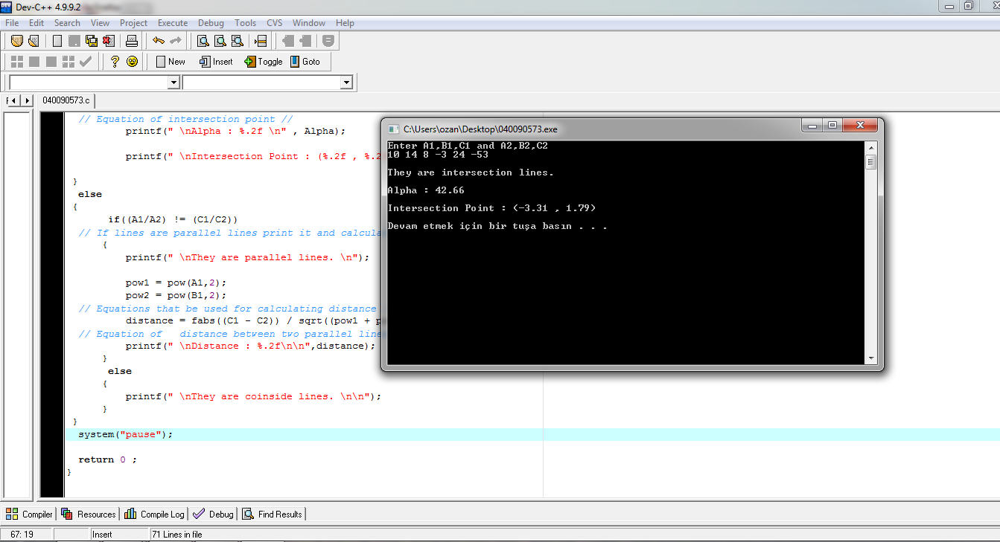 Dev-C++ 4.9.9.2
File Edit Search View Project Execute Debug Tools CVS Window Help
New Insert Toggle Goto
040090573.c
// Equation of intersection point //
printf(" \nAlpha : %.2f \n" , Alpha);
printf(" \nIntersection Point : (%.2f , %.2
}
else
{
if((A1/A2) != (C1/C2))
// If lines are parallel lines print it and calcula
{
printf(" \nThey are parallel lines. \n");
pow1 = pow(A1,2);
pow2 = pow(B1,2);
// Equations that be used for calculating distance
distance = fabs((C1 - C2)) / sqrt((pow1 + p
// Equation of distance between two parallel line
printf(" \nDistance : %.2f\n\n",distance);
}
else
{
printf(" \nThey are coinside lines. \n\n");
}
}
system("pause");
return 0 ;
}
C:\Users\ozan\Desktop\040090573.exe
Enter A1,B1,C1 and A2,B2,C2
10 14 8 -3 24 -53
They are intersection lines.
Alpha : 42.66
Intersection Point : (-3.31 , 1.79)
Devam etmek için bir tuşa basın . . .
Compiler Resources Compile Log Debug Find Results
67: 19 Insert 71 Lines in file